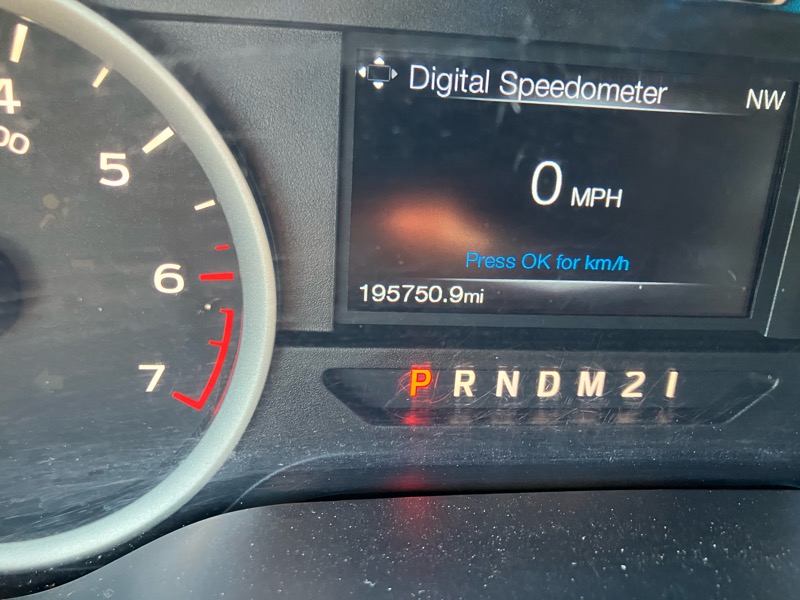 4
00
5
6
7
Digital Speedometer
NW
0 MPH
Press OK for km/h
195750.9mi
P R N D M 2 1